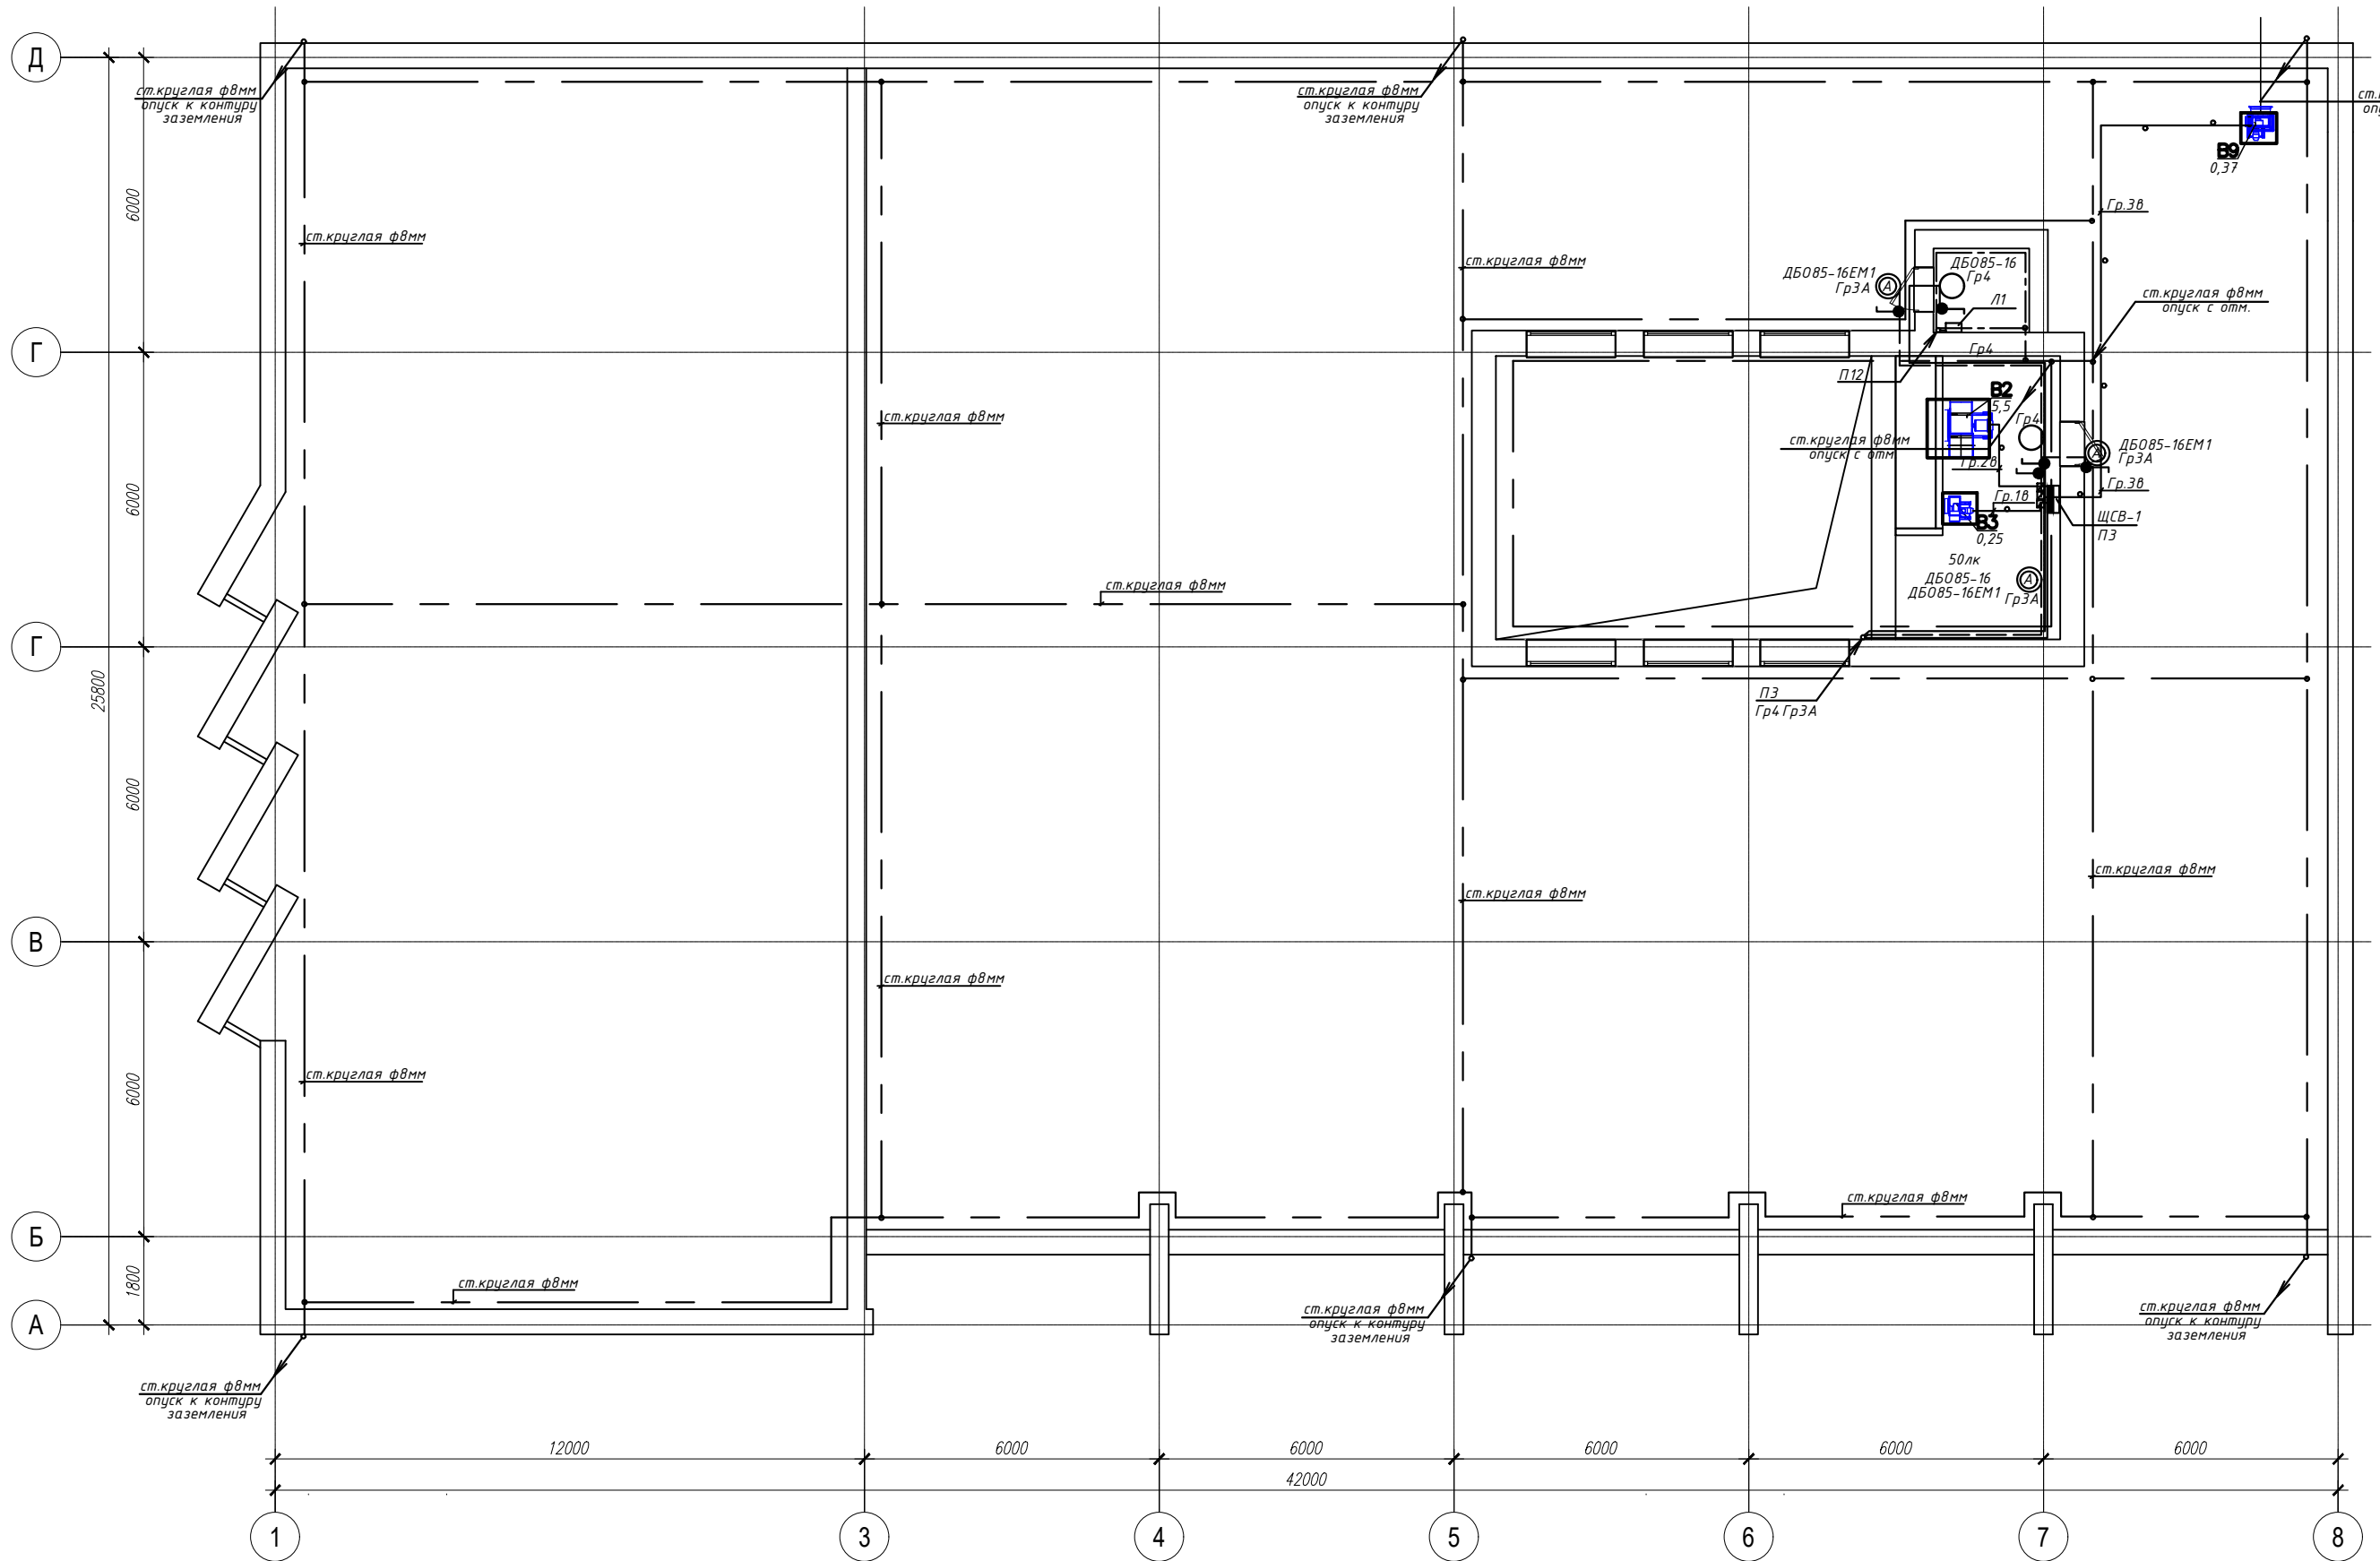 Д
ст.круглая ф8мм
опуск к контуру
заземления
ст.круглая ф8мм
опуск к контуру
заземления
В9
0,37
6000
Гр.3в
ст.круглая ф8мм
ст.круглая ф8мм
ДБО85-16ЕМ1
Гр3А
А
ДБО85-16
Гр4
Л1
ст.круглая ф8мм
опуск с отм.
Г
Гр4
П12
В2
5,5
ст.круглая ф8мм
Гр4
ст.круглая ф8мм
опуск с отм.
Гр.2в
А
ДБО85-16ЕМ1
Гр3А
6000
Гр.3в
Гр.1в
ЩСВ-1
П3
В3
0,25
50лк
ДБО85-16
ДБО85-16ЕМ1
А
Гр3А
ст.круглая ф8мм
Г
25800
П3
Гр4 Гр3А
6000
ст.круглая ф8мм
ст.круглая ф8мм
В
ст.круглая ф8мм
6000
ст.круглая ф8мм
ст.круглая ф8мм
Б
1800
ст.круглая ф8мм
А
ст.круглая ф8мм
опуск к контуру
заземления
ст.круглая ф8мм
опуск к контуру
заземления
ст.круглая ф8мм
опуск к контуру
заземления
12000
6000
6000
6000
6000
6000
42000
1
3
4
5
6
7
8